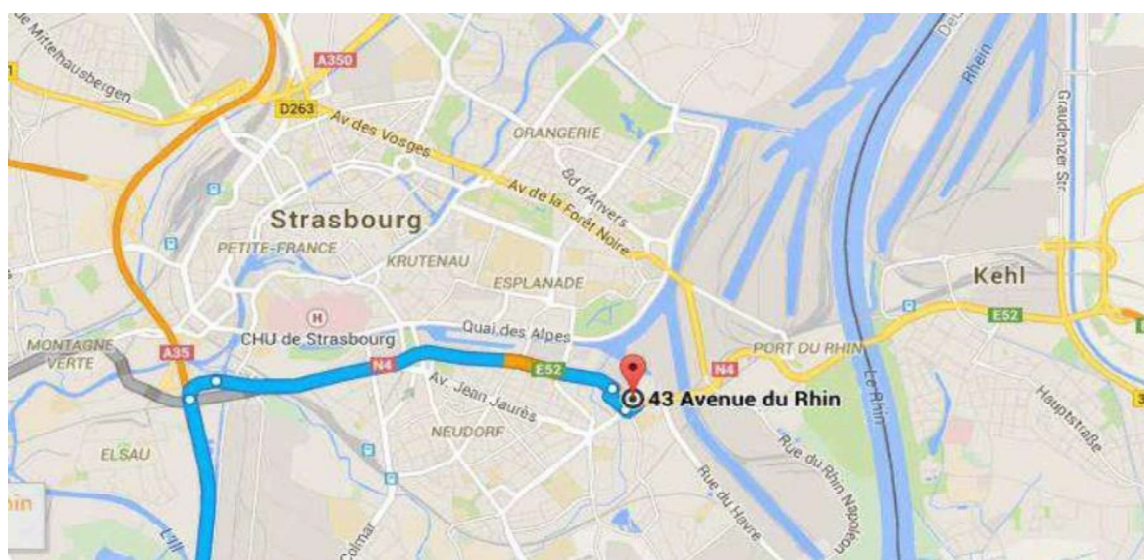 de Mittelhausbergen
A350
D263
Av des Vosges
ORANGERIE
Bd d'Anvers
Av de la Forêt Noire
Rhein
Graudenzer Str.
Strasbourg
PETITE-FRANCE
KRUTENAU
ESPLANADE
Kehl
H
CHU de Strasbourg
Quai des Alpes
MONTAGNE
VERTE
A35
N4
E52
PORT DU RHIN
N4
E52
Le Rhin
43 Avenue du Rhin
Av. Jean Jaurès
NEUDORF
ELSAU
Hauptstraße
Rue du Rhin Napoléon
Rue du Havre
L'Ill
Colmar